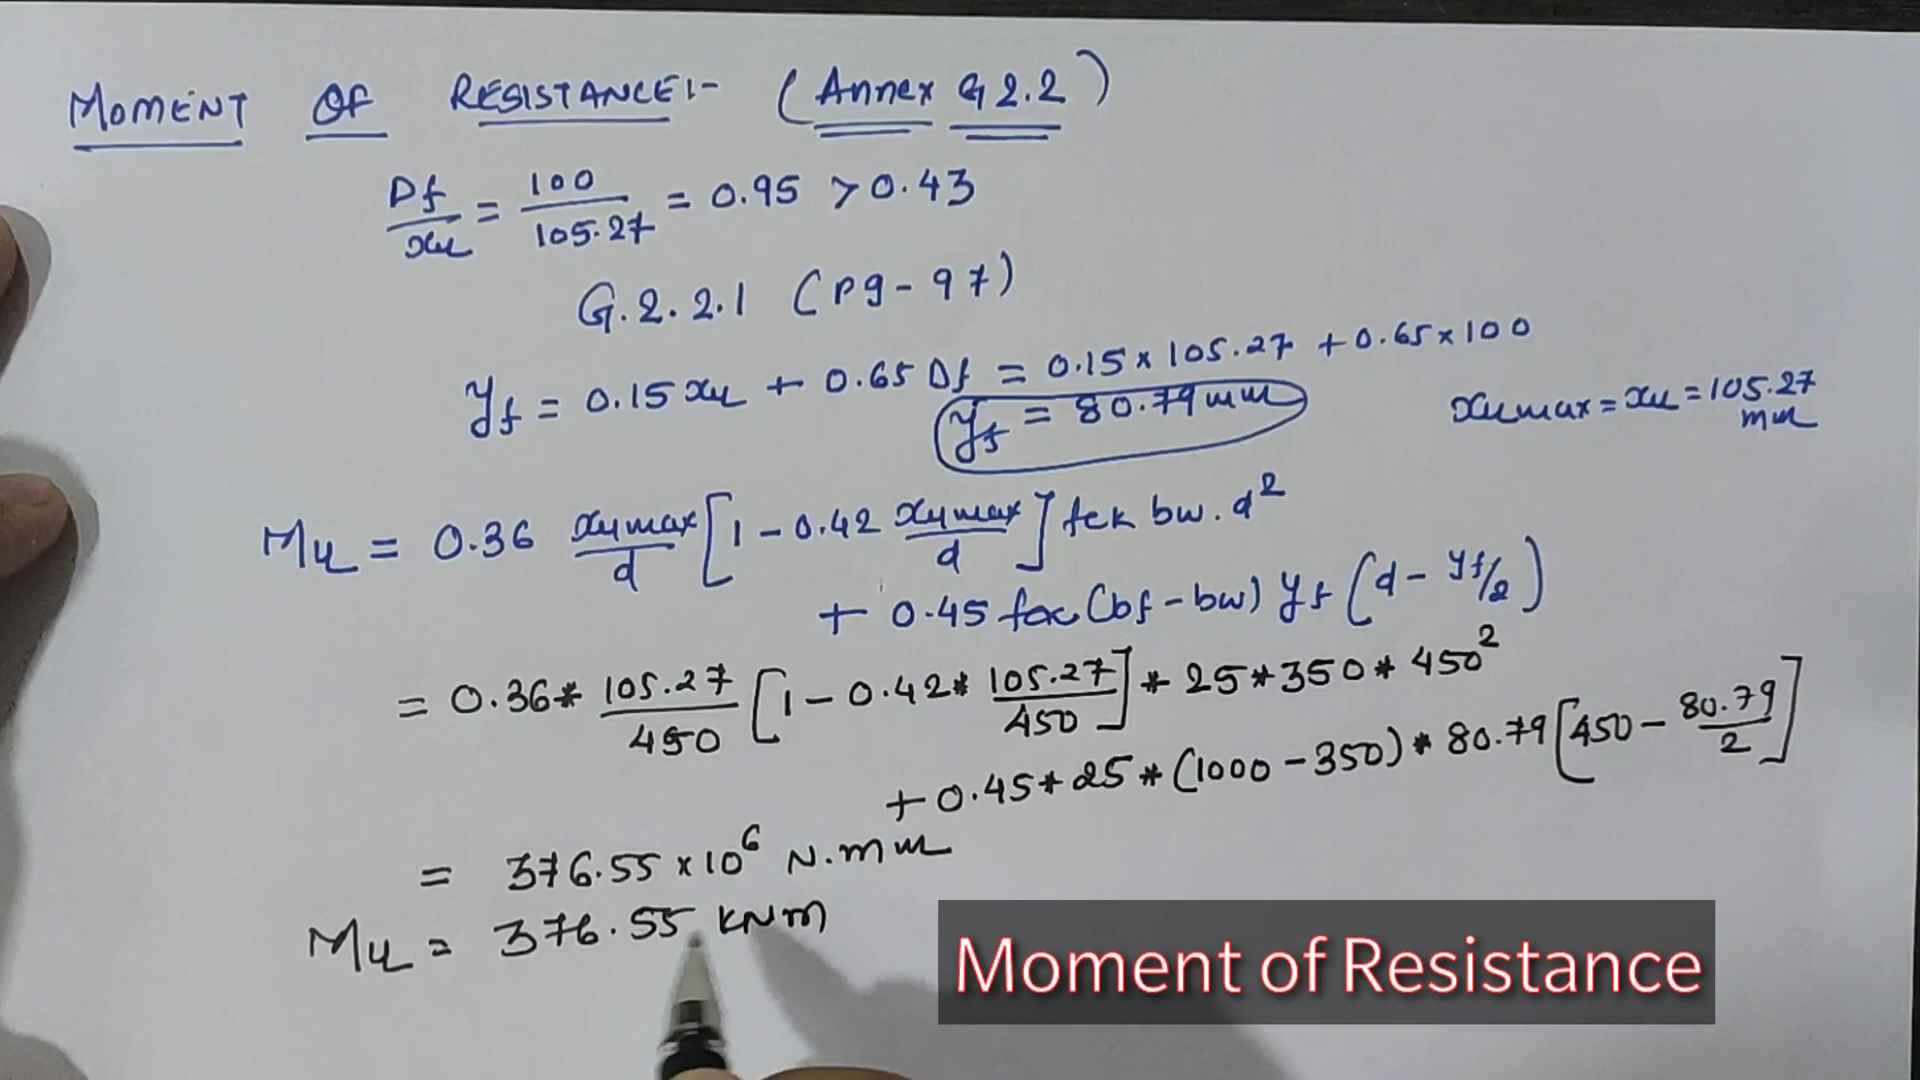 MOMENT OF RESISTANCE:- (Annex G 2.2)
Df/xu = 100/105.27 = 0.95 > 0.43
G.2.2.1 (pg-97)
yf = 0.15 xu + 0.65 Df = 0.15 × 105.27 + 0.65 × 100
yf = 80.79 mm
xumax = xu = 105.27 mm
Mu = 0.36 xumax/d [1 - 0.42 xumax/d] fck bw. d²
+ 0.45 fck (bf - bw) yf (d - yf/2)
= 0.36 * 105.27/450 [1 - 0.42 * 105.27/450] * 25 * 350 * 450²
+ 0.45 * 25 * (1000 - 350) * 80.79 [450 - 80.79/2]
= 376.55 × 10⁶ N.mm
Mu = 376.55 kNm
Moment of Resistance